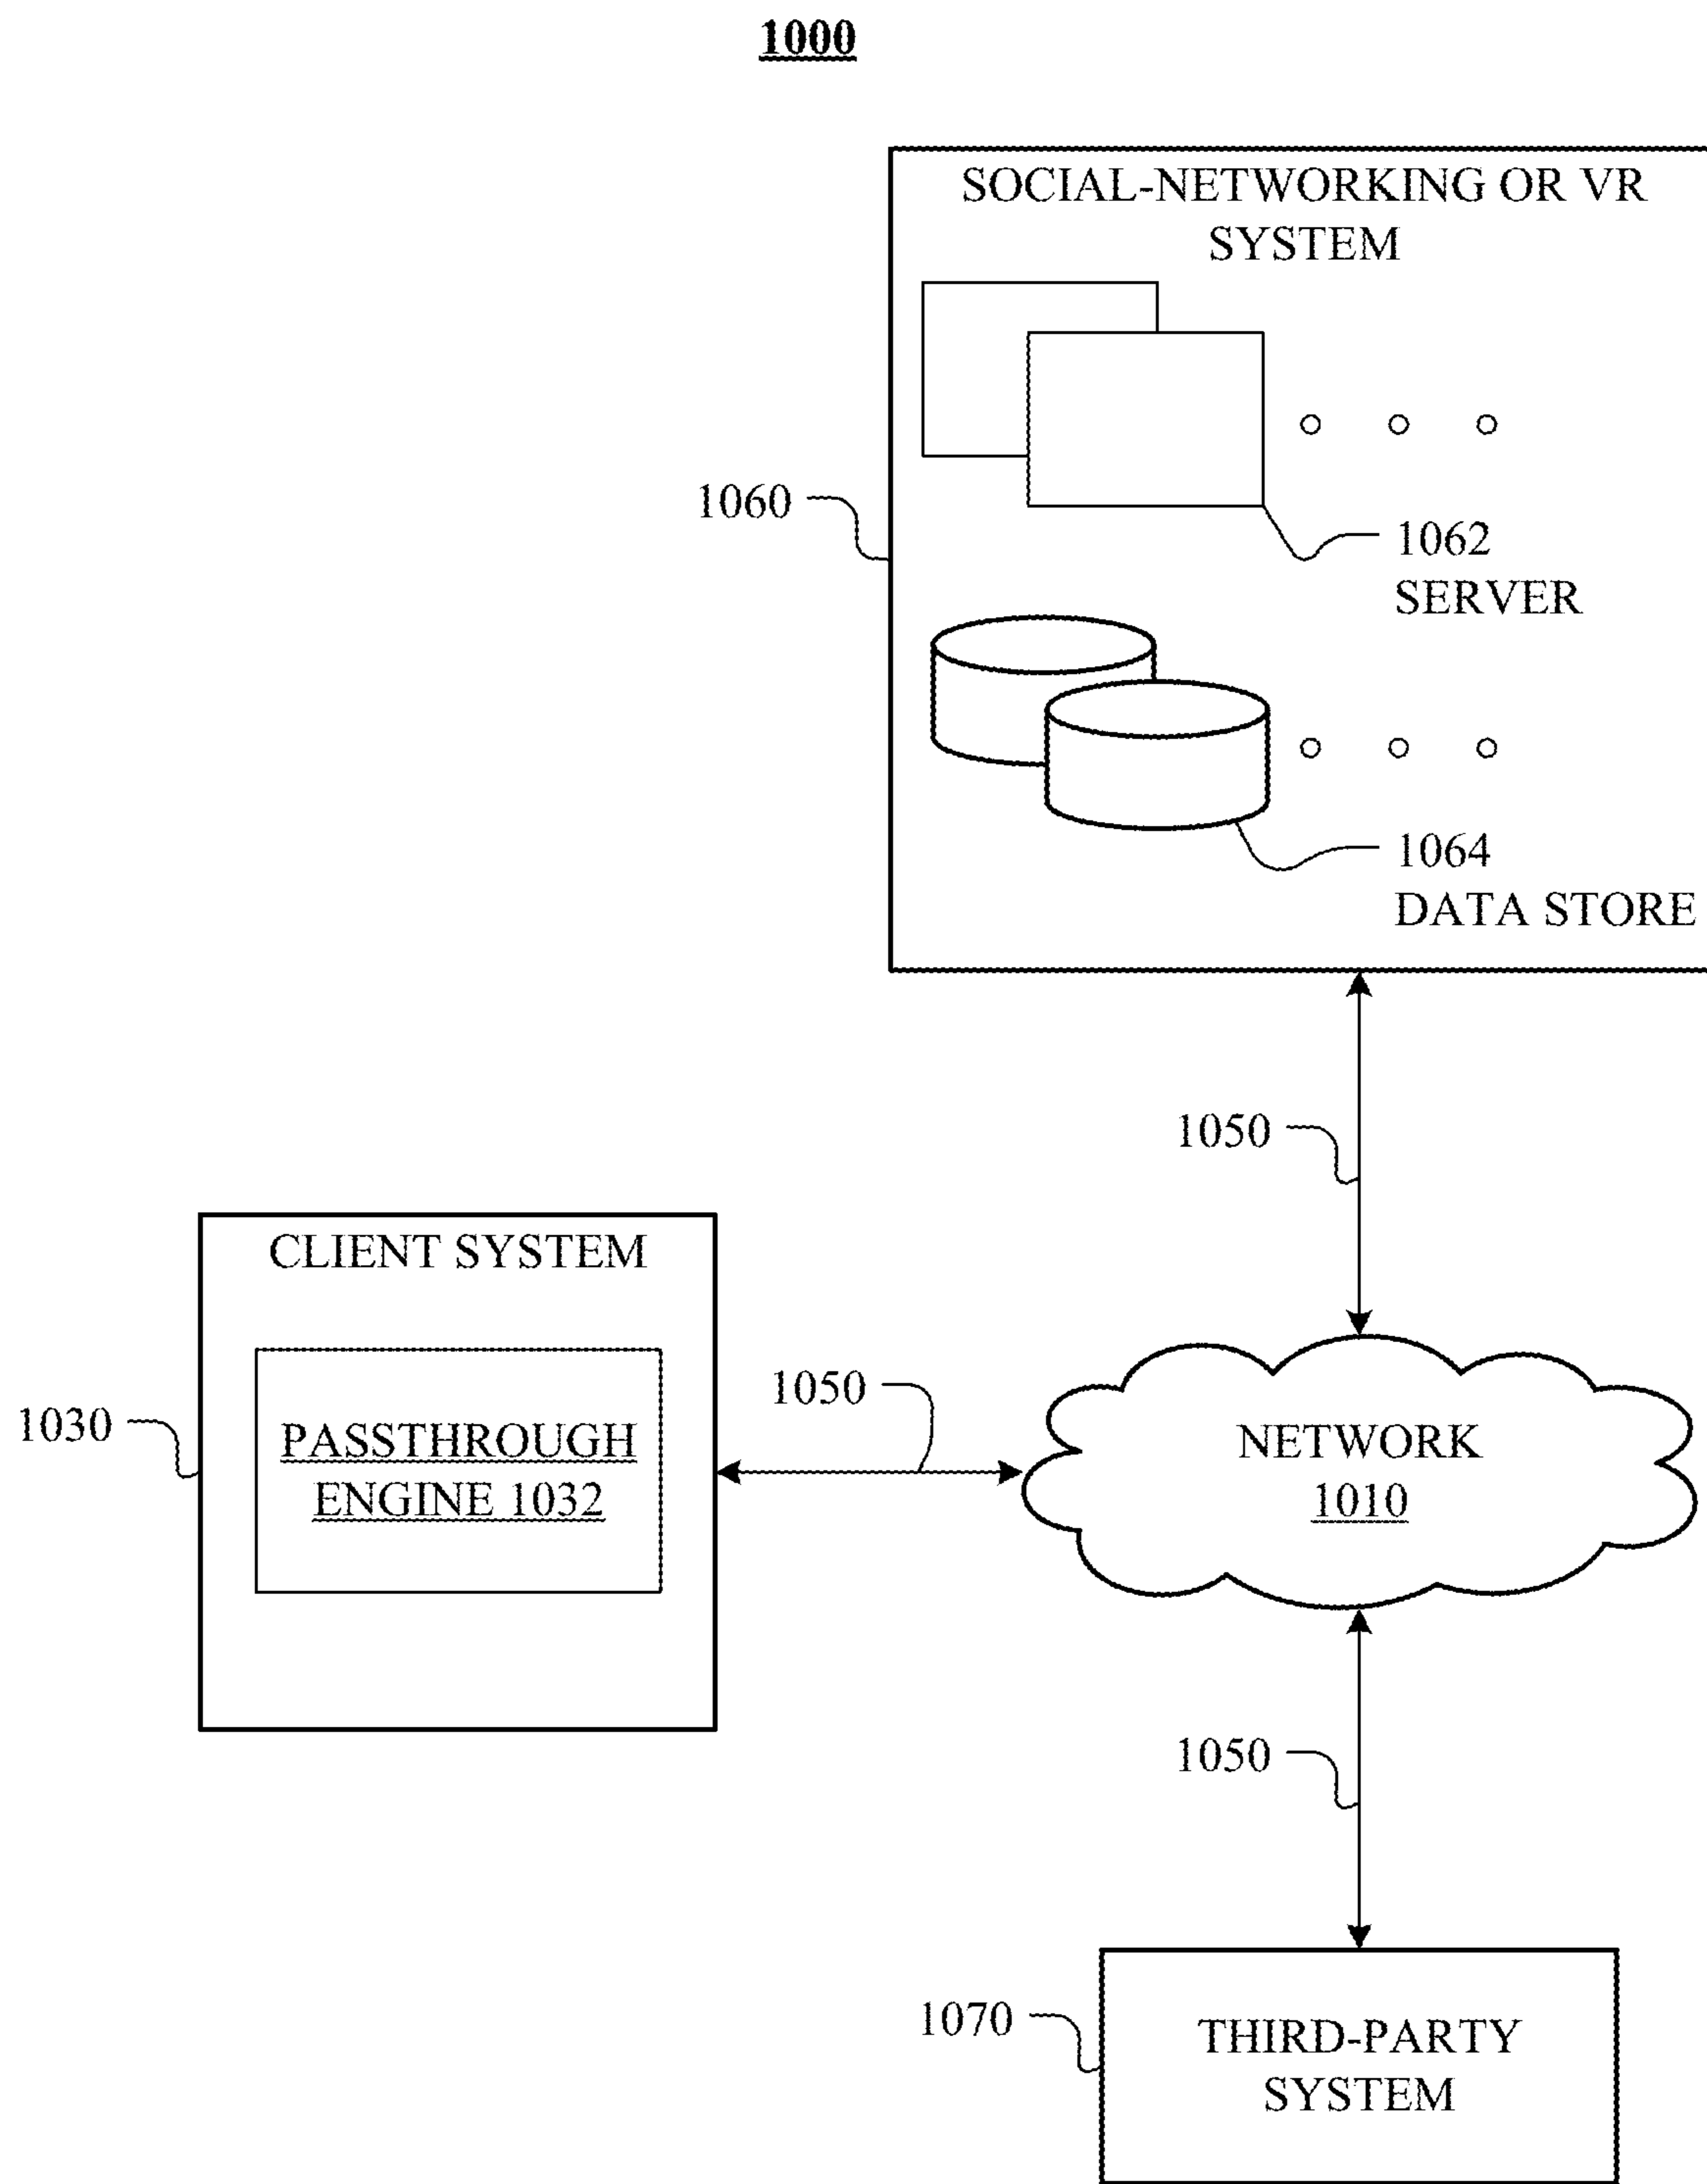 1000
SOCIAL-NETWORKING OR VR
SYSTEM
1060
1062
SERVER
1064
DATA STORE
1050
CLIENT SYSTEM
1030
PASSTHROUGH
ENGINE 1032
1050
NETWORK
1010
1050
1070
THIRD-PARTY
SYSTEM